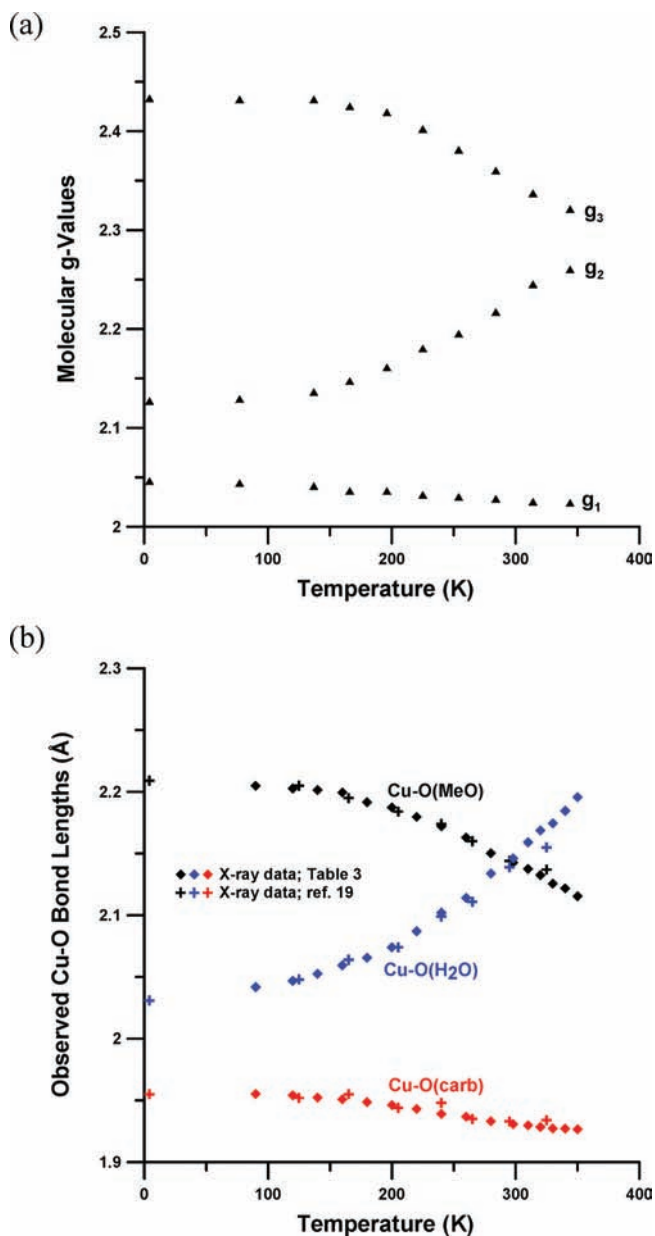 (a)
2.5
2.4
2.3
2.2
2.1
2
Molecular g-Values
g3
g2
g1
0 100 200 300 400
Temperature (K)
(b)
2.3
2.2
2.1
2
1.9
Observed Cu-O Bond Lengths (Å)
Cu-O(MeO)
X-ray data; Table 3
X-ray data; ref. 19
Cu-O(H2O)
Cu-O(carb)
0 100 200 300 400
Temperature (K)